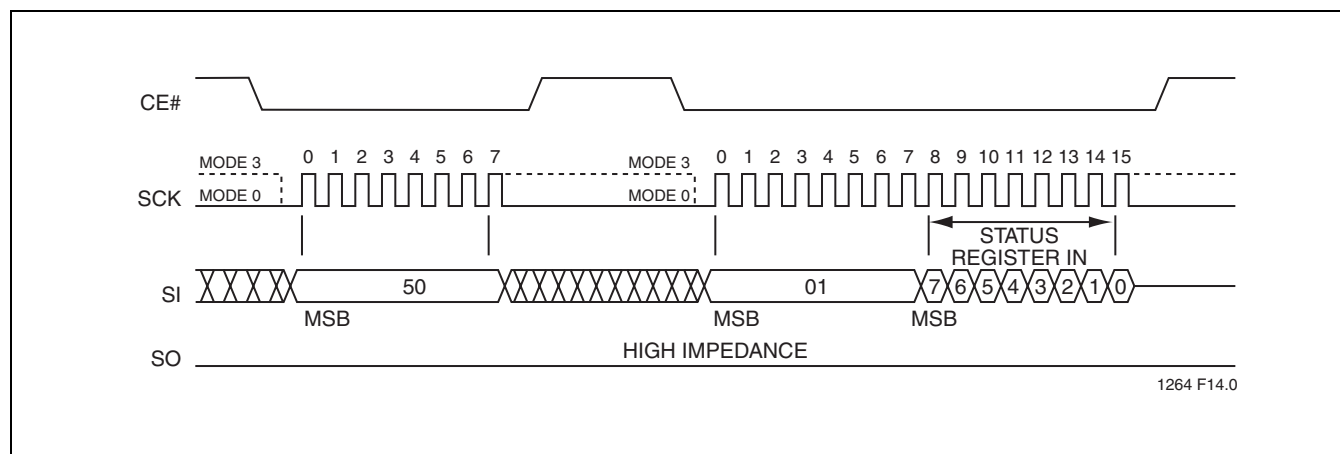 CE#
MODE 3 0 1 2 3 4 5 6 7 MODE 3 0 1 2 3 4 5 6 7 8 9 10 11 12 13 14 15
SCK MODE 0 MODE 0
STATUS
REGISTER IN
SI 50 01 7 6 5 4 3 2 1 0
MSB MSB MSB
SO HIGH IMPEDANCE
1264 F14.0